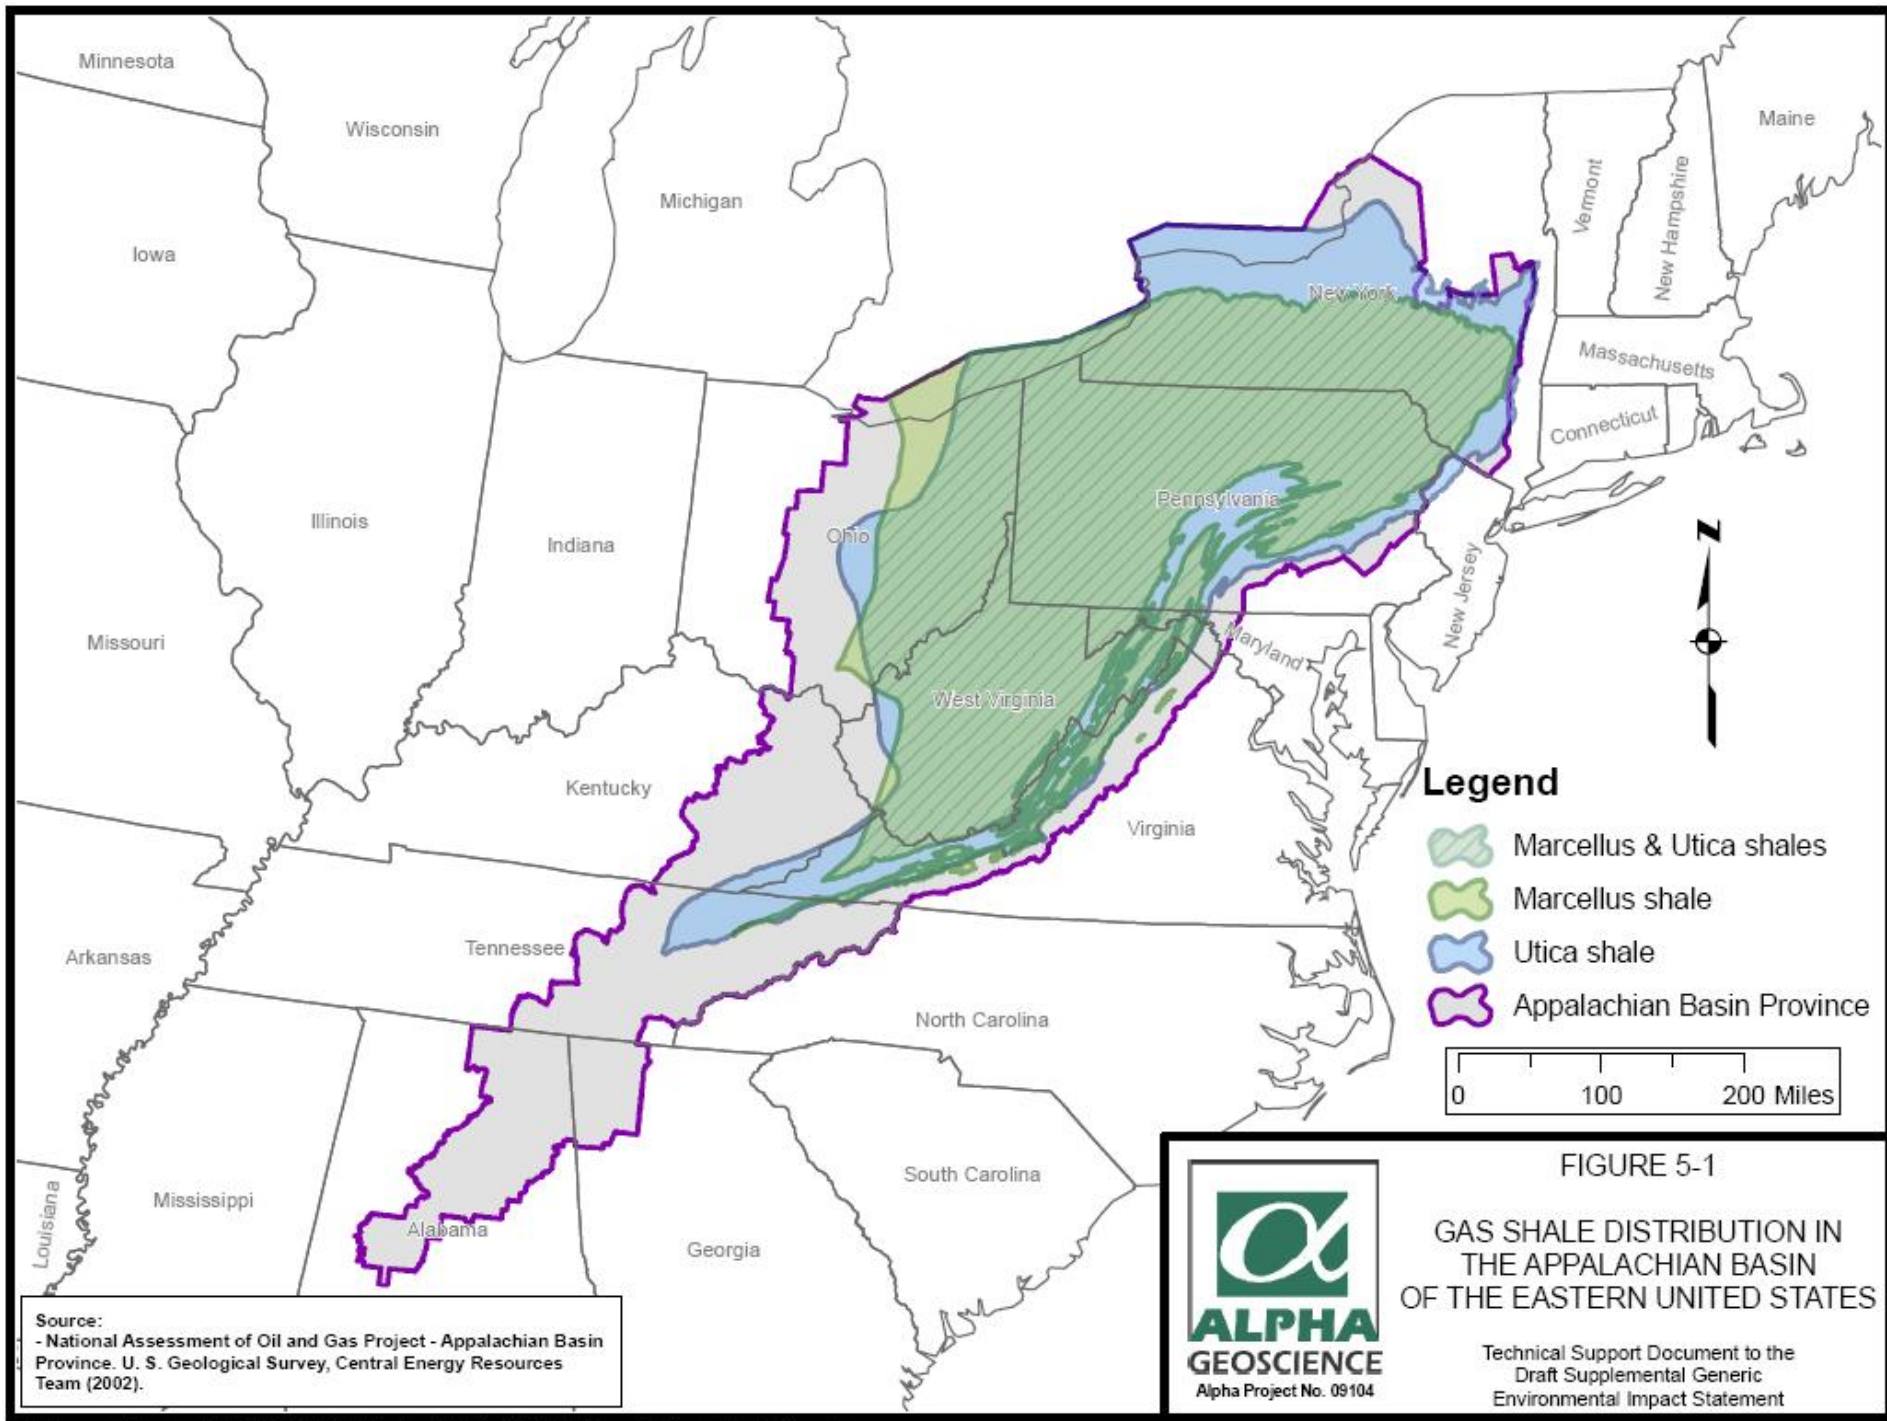 Minnesota
Wisconsin
Michigan
Maine
Vermont
New Hampshire
Iowa
New York
Massachusetts
Connecticut
Illinois
Indiana
Ohio
Pennsylvania
New Jersey
Missouri
Maryland
West Virginia
Kentucky
Virginia
Arkansas
Tennessee
North Carolina
Louisiana
Mississippi
Alabama
Georgia
South Carolina
N
Legend
Marcellus & Utica shales
Marcellus shale
Utica shale
Appalachian Basin Province
0 100 200 Miles
Source:
- National Assessment of Oil and Gas Project - Appalachian Basin
Province. U. S. Geological Survey, Central Energy Resources
Team (2002).
α
ALPHA
GEOSCIENCE
Alpha Project No. 09104
FIGURE 5-1
GAS SHALE DISTRIBUTION IN
THE APPALACHIAN BASIN
OF THE EASTERN UNITED STATES
Technical Support Document to the
Draft Supplemental Generic
Environmental Impact Statement